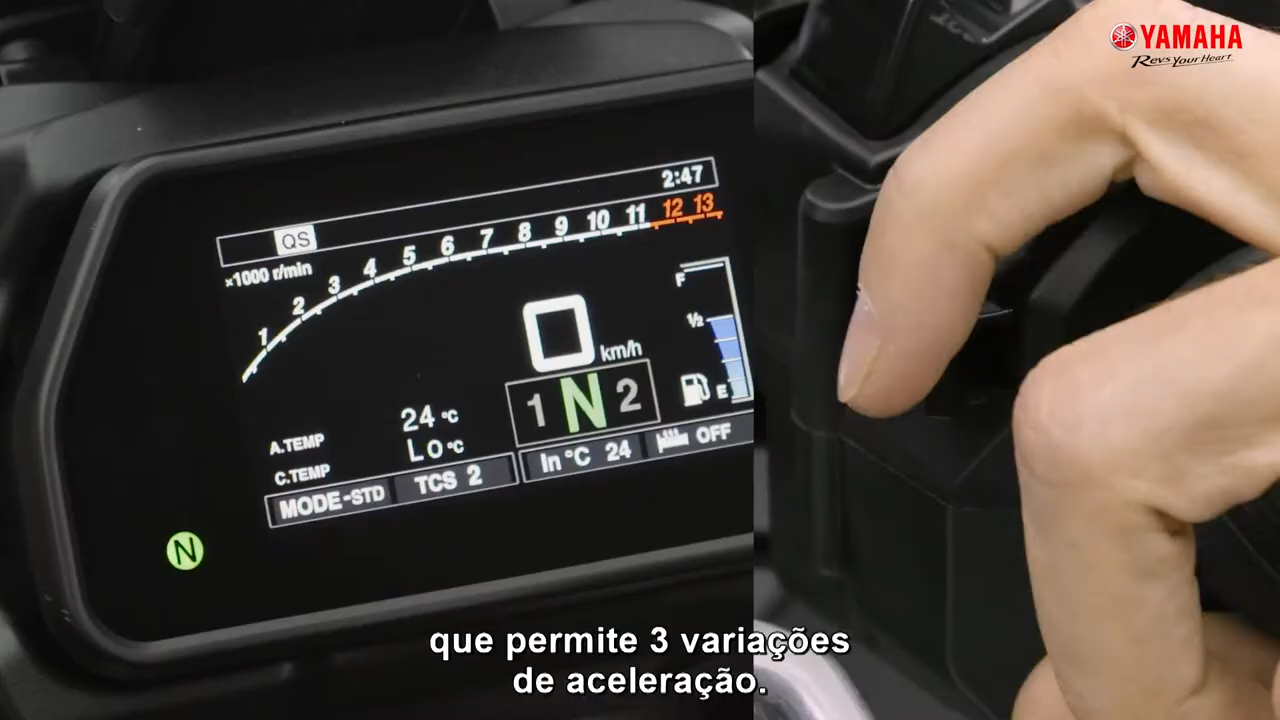 YAMAHA
Revs Your Heart
2:47
QS
×1000 r/min
1 2 3 4 5 6 7 8 9 10 11 12 13
F
1/2
E
0 km/h
1 N 2
A.TEMP 24 °C
C.TEMP Lo °C
MODE-STD TCS 2 In °C 24 OFF
N
que permite 3 variações
de aceleração.